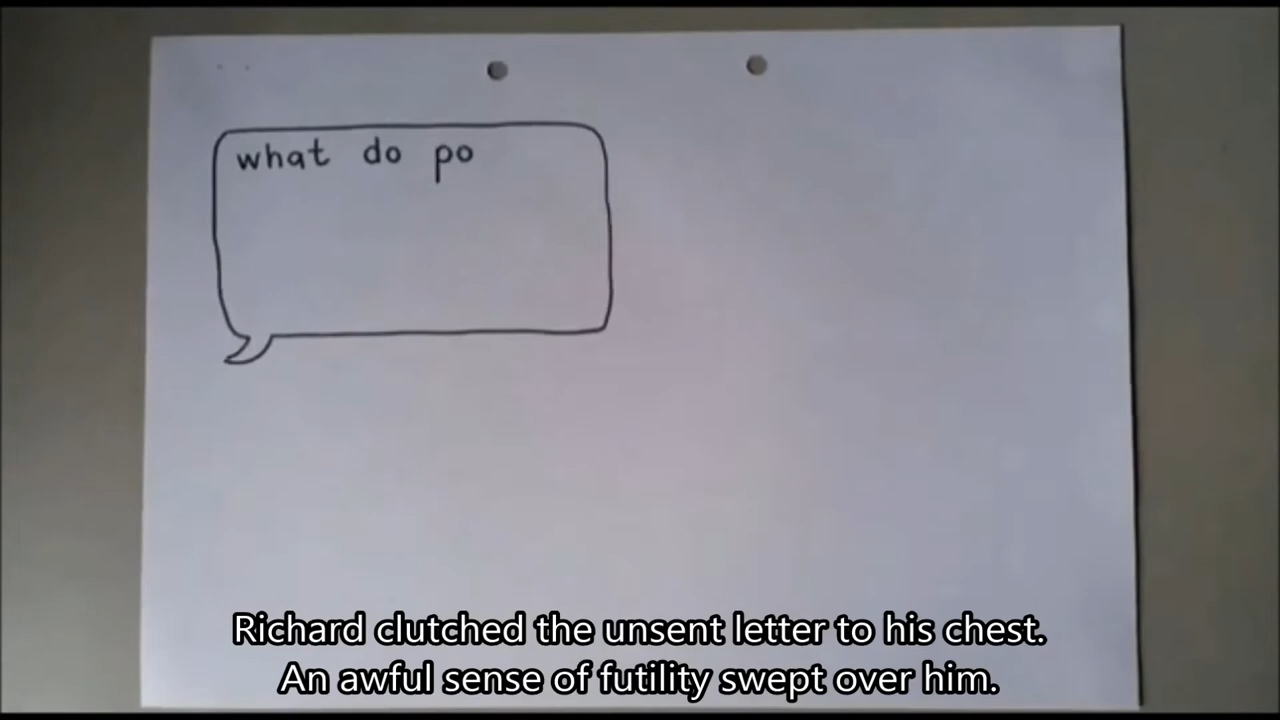 what do po
Richard clutched the unsent letter to his chest.
An awful sense of futility swept over him.